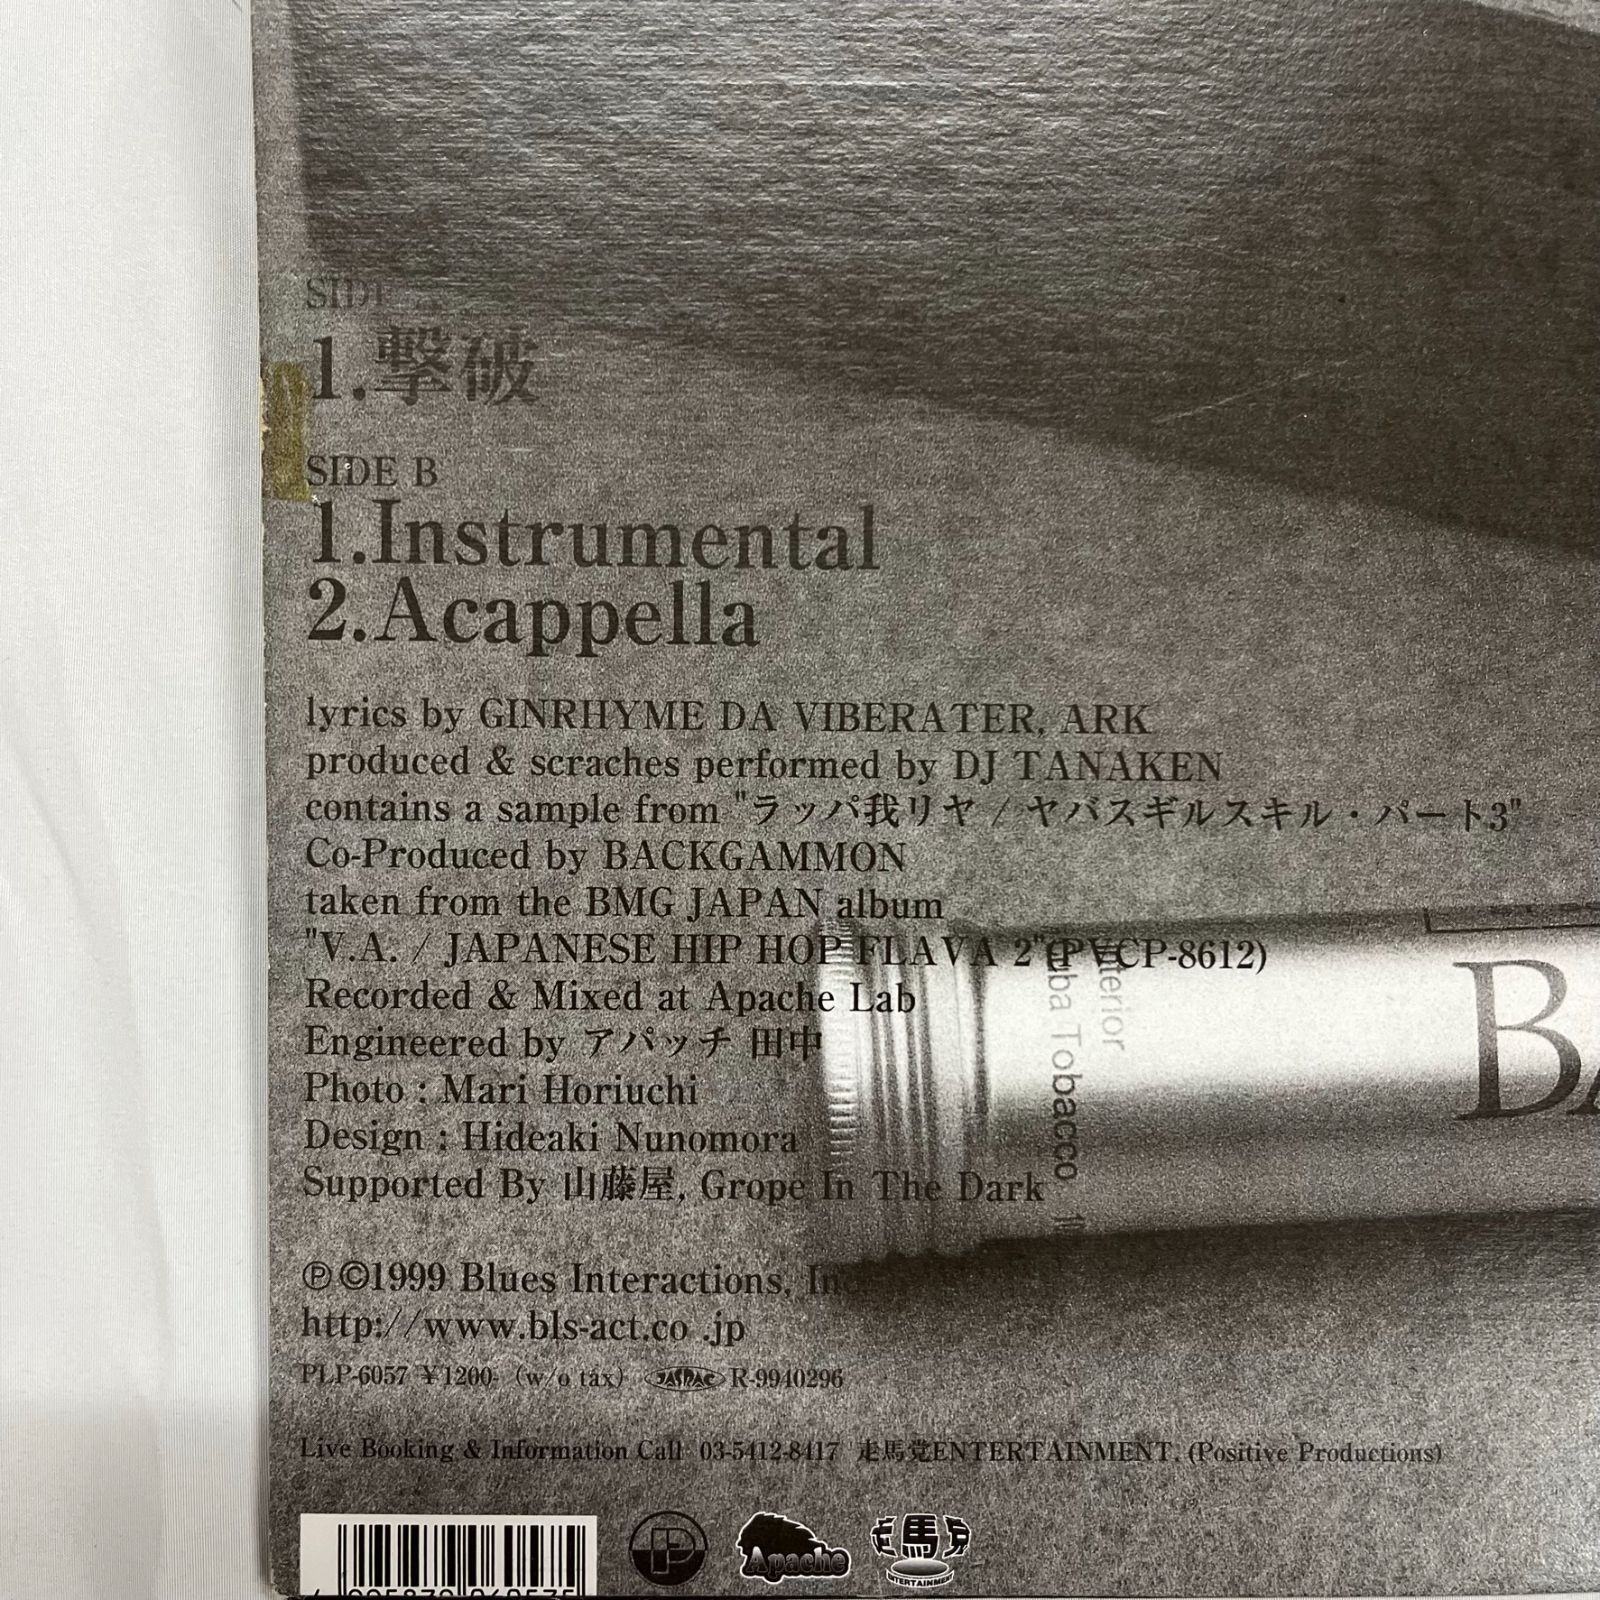 SIDE
1.撃破
SIDE B
1.Instrumental
2.Acappella
lyrics by GINRHYME DA VIBERATER, ARK
produced & scraches performed by DJ TANAKEN
contains a sample from "ラッパ我リヤ / ヤバスギルスキル・パート3"
Co-Produced by BACKGAMMON
taken from the BMG JAPAN album
"V.A. / JAPANESE HIP HOP FLAVA 2"(PVCP-8612)
Recorded & Mixed at Apache Lab
Engineered by アパッチ 田中
Photo : Mari Horiuchi
Design : Hideaki Nunomora
Supported By 山藤屋, Grope In The Dark
℗©1999 Blues Interactions, Inc.
http://www.bls-act.co .jp
PLP-6057 ¥1200- (w/o tax) JASRAC R-9940296
Live Booking & Information Call 03-5412-8417 走馬党ENTERTAINMENT. (Positive Productions)
Apache
走馬党
ENTERTAINMENT
Tobacco